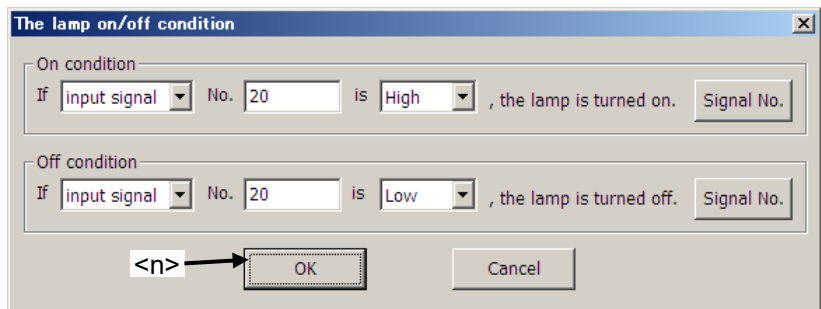 The lamp on/off condition
On condition
If input signal No. 20 is High , the lamp is turned on. Signal No.
Off condition
If input signal No. 20 is Low , the lamp is turned off. Signal No.
<n> OK Cancel